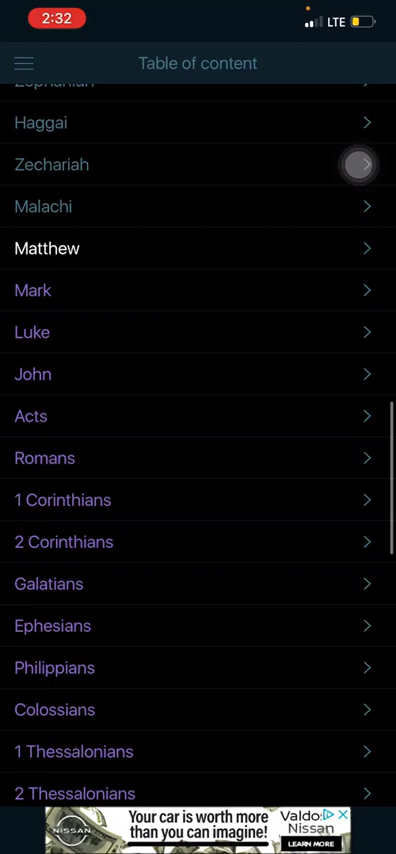 2:32
LTE
Table of content
Zephaniah
Haggai
Zechariah
Malachi
Matthew
Mark
Luke
John
Acts
Romans
1 Corinthians
2 Corinthians
Galatians
Ephesians
Philippians
Colossians
1 Thessalonians
2 Thessalonians
NISSAN
Your car is worth more
than you can imagine!
Valdo:
Nissan
LEARN MORE